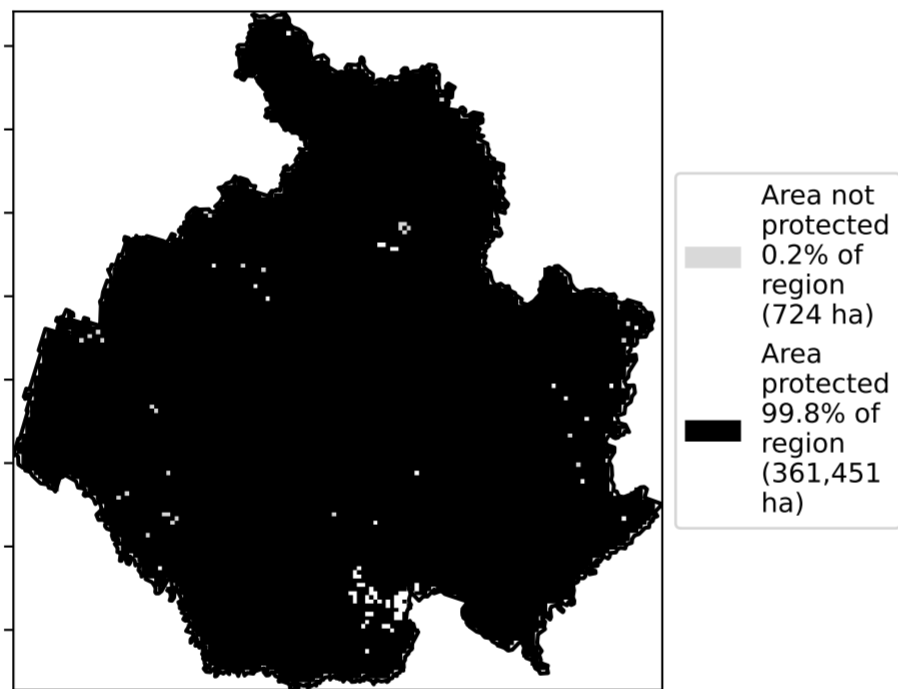 Area not
protected
0.2% of
region
(724 ha)
Area
protected
99.8% of
region
(361,451
ha)